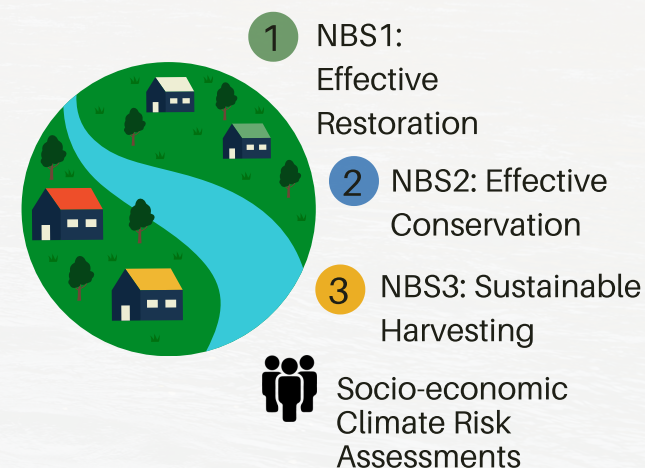 1
NBS1:
Effective
Restoration
2
NBS2: Effective
Conservation
3
NBS3: Sustainable
Harvesting
Socio-economic
Climate Risk
Assessments